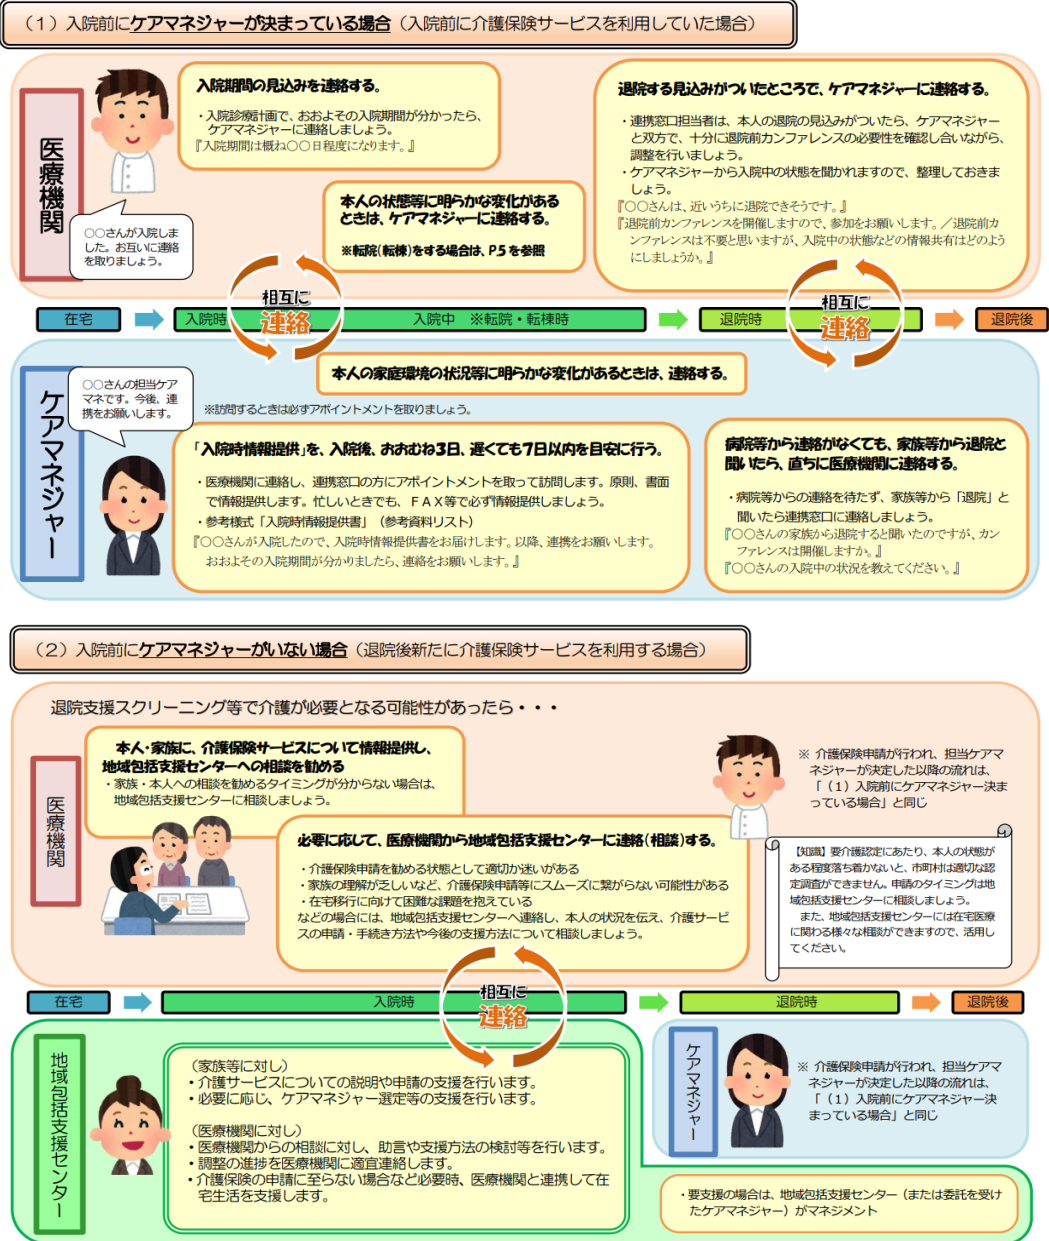 （1）入院前にケアマネジャーが決まっている場合（入院前に介護保険サービスを利用していた場合）
医療機関
入院期間の見込みを連絡する。
・入院診療計画で、おおよその入院期間が分かったら、
ケアマネジャーに連絡しましょう。
『入院期間は概ね〇〇日程度になります。』
〇〇さんが入院しま
した。お互いに連絡
を取りましょう。
本人の状態等に明らかな変化がある
ときは、ケアマネジャーに連絡する。
※転院(転棟)をする場合は、P.5を参照
退院する見込みがついたところで、ケアマネジャーに連絡する。
・連携窓口担当者は、本人の退院の見込みがついたら、ケアマネジャー
と双方で、十分に退院前カンファレンスの必要性を確認し合いながら、
調整を行いましょう。
・ケアマネジャーから入院中の状態を聞かれますので、整理しておきま
しょう。
『〇〇さんは、近いうちに退院できそうです。』
『退院前カンファレンスを開催しますので、参加をお願いします。／退院前カ
ンファレンスは不要と思いますが、入院中の状態などの情報共有はどのよう
にしましょうか。』
在宅
入院時
相互に
連絡
入院中　※転院・転棟時
退院時
相互に
連絡
退院後
ケアマネジャー
〇〇さんの担当ケア
マネです。今後、連
携をお願いします。
本人の家庭環境の状況等に明らかな変化があるときは、連絡する。
※訪問するときは必ずアポイントメントを取りましょう。
「入院時情報提供」を、入院後、おおむね3日、遅くても7日以内を目安に行う。
・医療機関に連絡し、連携窓口の方にアポイントメントを取って訪問します。原則、書面
で情報提供します。忙しいときでも、ＦＡＸ等で必ず情報提供しましょう。
・参考様式「入院時情報提供書」（参考資料リスト）
『〇〇さんが入院したので、入院時情報提供書をお届けします。以降、連携をお願いします。
おおよその入院期間が分かりましたら、連絡をお願いします。』
病院等から連絡がなくても、家族等から退院と
聞いたら、直ちに医療機関に連絡する。
・病院等からの連絡を待たず、家族等から「退院」と
聞いたら連携窓口に連絡しましょう。
『〇〇さんの家族から退院すると聞いたのですが、カン
ファレンスは開催しますか。』
『〇〇さんの入院中の状況を教えてください。』
（2）入院前にケアマネジャーがいない場合（退院後新たに介護保険サービスを利用する場合）
退院支援スクリーニング等で介護が必要となる可能性があったら・・・
医療機関
本人・家族に、介護保険サービスについて情報提供し、
地域包括支援センターへの相談を勧める
・家族・本人への相談を勧めるタイミングが分からない場合は、
地域包括支援センターに相談しましょう。
必要に応じて、医療機関から地域包括支援センターに連絡(相談)する。
・介護保険申請を勧める状態として適切か迷いがある
・家族の理解が乏しいなど、介護保険申請等にスムーズに繋がらない可能性がある
・在宅移行に向けて困難な課題を抱えている
などの場合には、地域包括支援センターへ連絡し、本人の状況を伝え、介護サービ
スの申請・手続き方法や今後の支援方法について相談しましょう。
※ 介護保険申請が行われ、担当ケアマ
ネジャーが決定した以降の流れは、
「（1）入院前にケアマネジャー決ま
っている場合」と同じ
【知識】要介護認定にあたり、本人の状態が
ある程度落ち着かないと、市町村は適切な認
定調査ができません。申請のタイミングは地
域包括支援センターに相談しましょう。
また、地域包括支援センターには在宅医療
に関わる様々な相談ができますので、活用し
てください。
在宅
入院時
相互に
連絡
退院時
退院後
地域包括支援センター
（家族等に対し）
・介護サービスについての説明や申請の支援を行います。
・必要に応じ、ケアマネジャー選定等の支援を行います。
（医療機関に対し）
・医療機関からの相談に対し、助言や支援方法の検討等を行います。
・調整の進捗を医療機関に適宜連絡します。
・介護保険の申請に至らない場合など必要時、医療機関と連携して在
宅生活を支援します。
ケアマネジャー
※ 介護保険申請が行われ、担当ケアマ
ネジャーが決定した以降の流れは、
「（1）入院前にケアマネジャー決
まっている場合」と同じ
・要支援の場合は、地域包括支援センター（または委託を受け
たケアマネジャー）がマネジメント